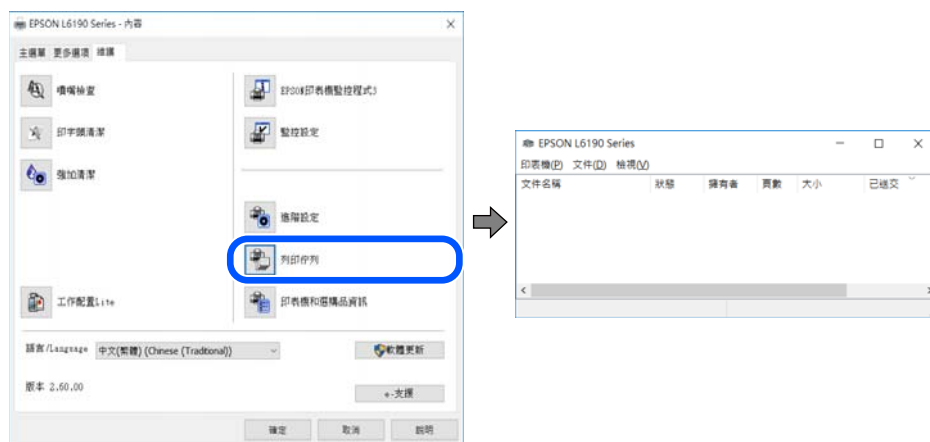 EPSON L6190 Series - 內容
主選單 更多選項 維護
噴嘴檢查
EPSON印表機監控程式3
印字頭清潔
監控設定
強加清潔
進階設定
列印佇列
工作配置Lite
印表機和選購品資訊
語言/Language 中文(繁體) (Chinese (Traditional))
軟體更新
版本 2.60.00
e-支援
確定 取消 說明
EPSON L6190 Series
印表機(P) 文件(D) 檢視(V)
文件名稱 狀態 擁有者 頁數 大小 已送交